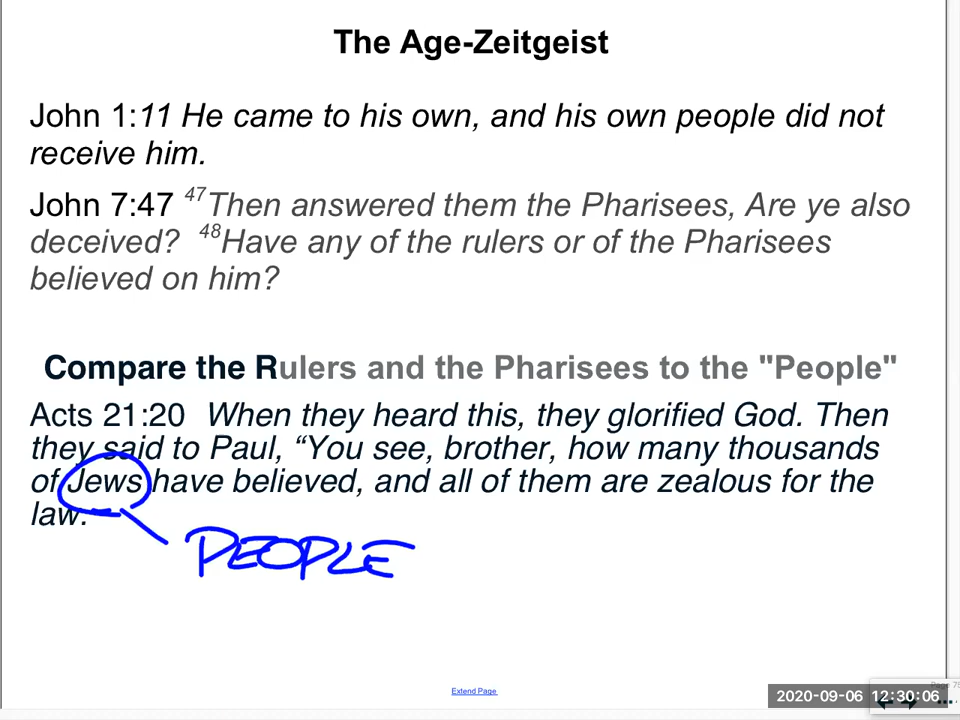 The Age-Zeitgeist
John 1:11 He came to his own, and his own people did not
receive him.
John 7:47 47Then answered them the Pharisees, Are ye also
deceived? 48Have any of the rulers or of the Pharisees
believed on him?
Compare the Rulers and the Pharisees to the "People"
Acts 21:20 When they heard this, they glorified God. Then
they said to Paul, “You see, brother, how many thousands
of Jews have believed, and all of them are zealous for the
law.
PEOPLE
Extend Page
2020-09-06 12:30:06